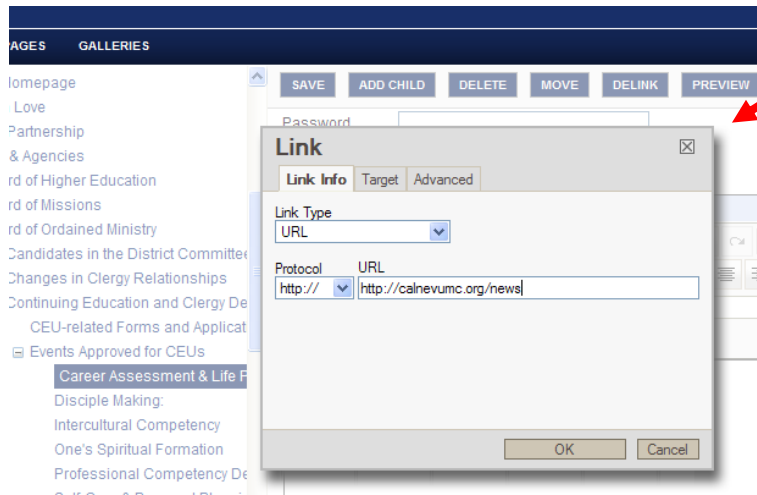 AGES GALLERIES
Homepage
Love
Partnership
& Agencies
rd of Higher Education
rd of Missions
rd of Ordained Ministry
Candidates in the District Committee
Changes in Clergy Relationships
Continuing Education and Clergy De
CEU-related Forms and Applicat
Events Approved for CEUs
Career Assessment & Life P
Disciple Making:
Intercultural Competency
One's Spiritual Formation
Professional Competency De
SAVE ADD CHILD DELETE MOVE DELINK PREVIEW
Password
Link
Link Info Target Advanced
Link Type
URL
Protocol URL
http:// http://calnevumc.org/news
OK Cancel